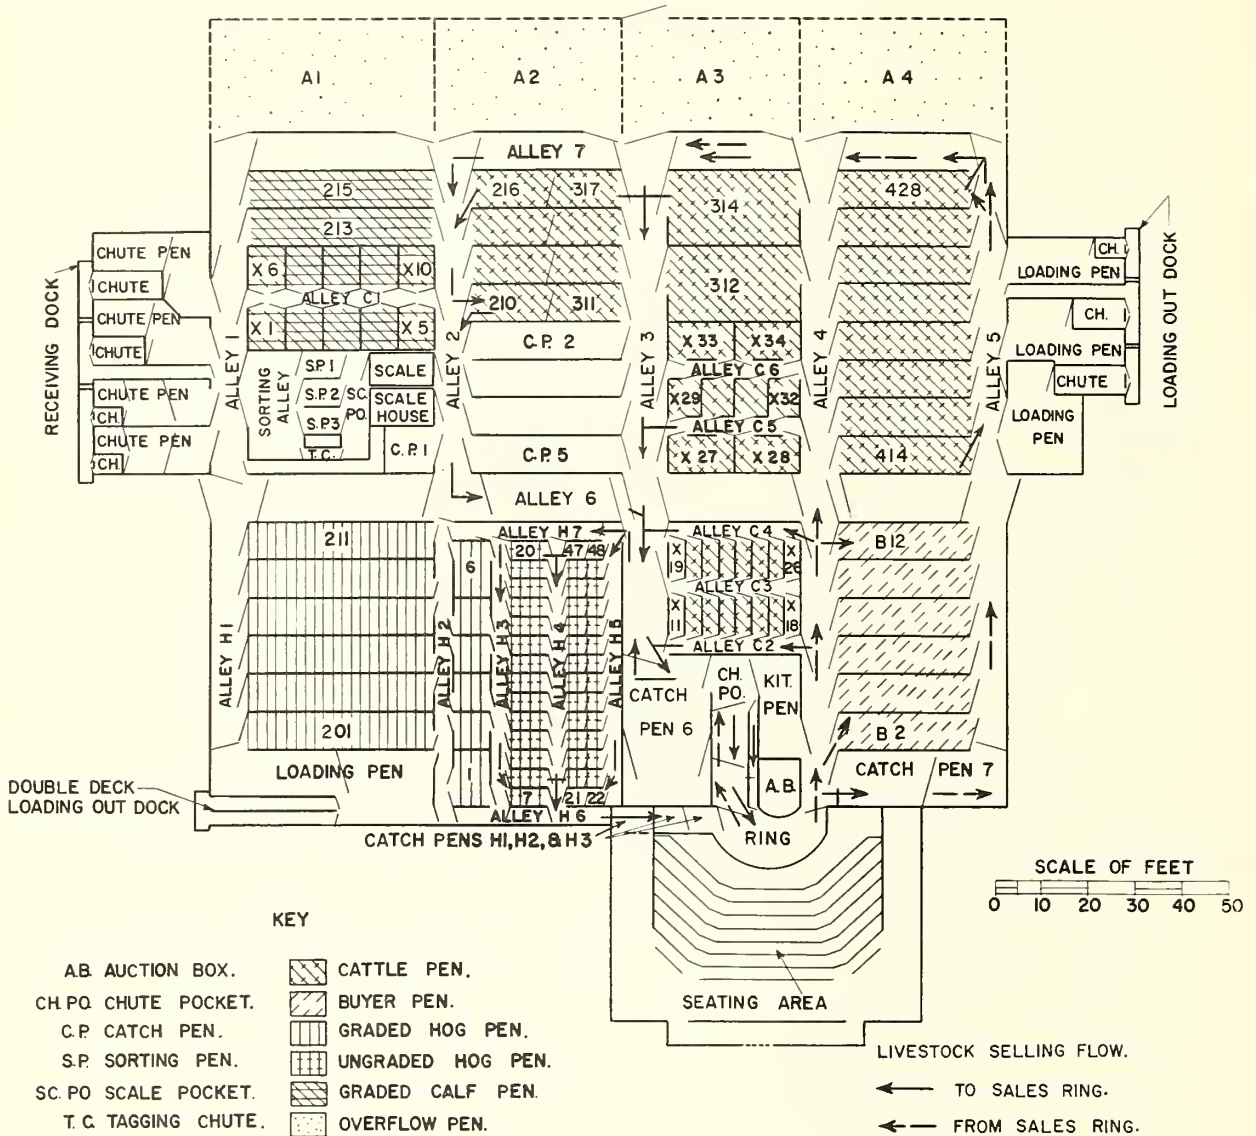 A1 A2 A3 A4
ALLEY 7
215 216 317 314 428
213
CHUTE PEN
X6 X10
CHUTE
ALLEY C1
210 311 312
CHUTE PEN
X1 X5
C.P. 2
X33 X34
CHUTE
S.P.1
SCALE
ALLEY C6
CHUTE PEN
S.P.2
SC. PO.
SCALE HOUSE
X29 X32
CH.
S.P.3
ALLEY C5
CHUTE PEN
T.C.
C.P.1
C.P. 5
X27 X28
414
CH.
RECEIVING DOCK
ALLEY 1
SORTING ALLEY
ALLEY 2
ALLEY 3
ALLEY 4
ALLEY 5
CH.
LOADING PEN
CH.
LOADING PEN
CHUTE
LOADING PEN
LOADING OUT DOCK
ALLEY 6
211
ALLEY H7
ALLEY C4
B12
6
20 47 48
X 19
X 26
ALLEY C3
X 11
X 18
ALLEY C2
ALLEY H1
ALLEY H2
ALLEY H3
ALLEY H4
ALLEY H5
CATCH PEN 6
CH. PO.
KIT. PEN
201
B2
LOADING PEN
1
7 21 22
A.B.
CATCH PEN 7
DOUBLE DECK
LOADING OUT DOCK
ALLEY H6
CATCH PENS H1, H2, & H3
RING
SEATING AREA
SCALE OF FEET
0 10 20 30 40 50
KEY
A.B. AUCTION BOX.
CH. PO. CHUTE POCKET.
C.P. CATCH PEN.
S.P. SORTING PEN.
SC. PO SCALE POCKET.
T.C. TAGGING CHUTE.
CATTLE PEN.
BUYER PEN.
GRADED HOG PEN.
UNGRADED HOG PEN.
GRADED CALF PEN.
OVERFLOW PEN.
LIVESTOCK SELLING FLOW.
TO SALES RING.
FROM SALES RING.